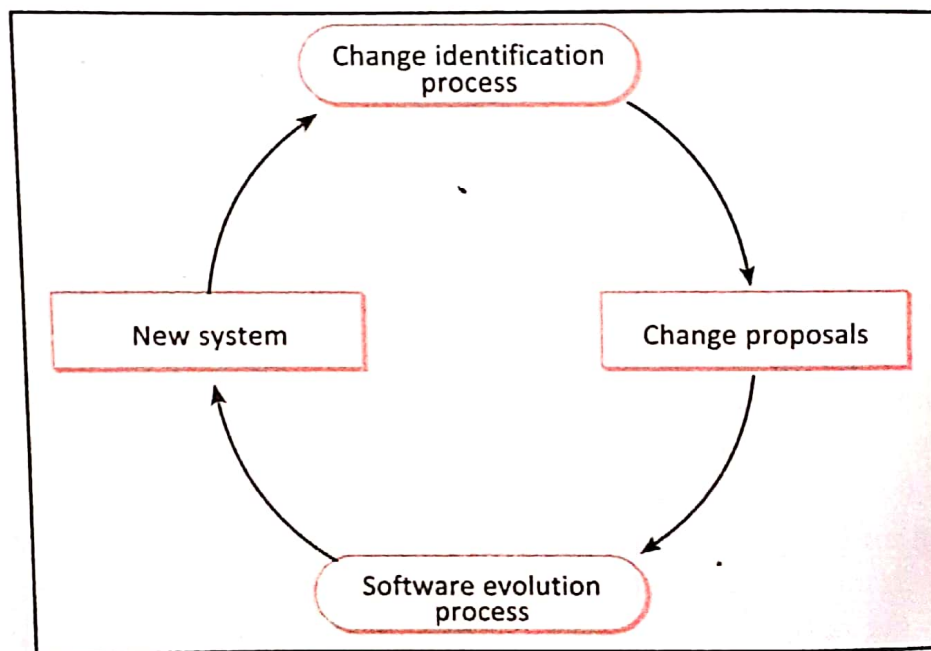 Change identification
process
New system
Change proposals
Software evolution
process